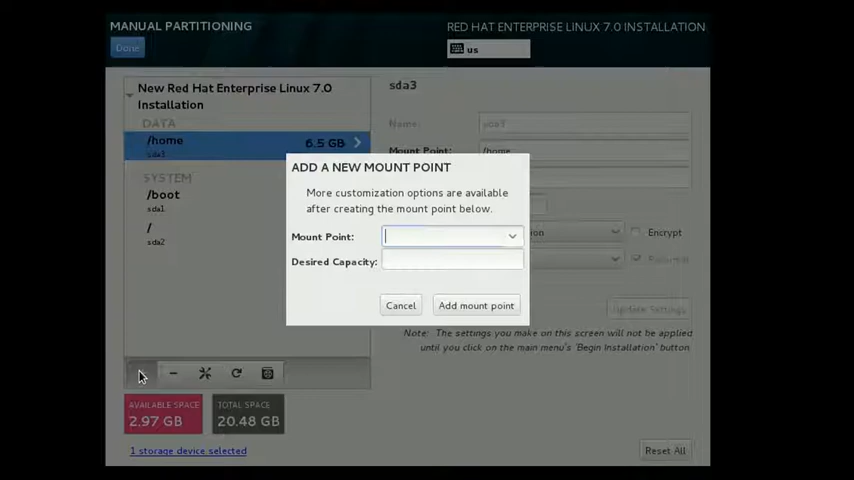 MANUAL PARTITIONING
RED HAT ENTERPRISE LINUX 7.0 INSTALLATION
Done
us
New Red Hat Enterprise Linux 7.0
Installation
DATA
/home
6.5 GB
sda3
SYSTEM
/boot
sda1
/
sda2
sda3
Name:
sda3
Mount Point:
/home
Encrypt
Reformat
Update Settings
Note: The settings you make on this screen will not be applied
until you click on the main menu's 'Begin Installation' button.
ADD A NEW MOUNT POINT
More customization options are available
after creating the mount point below.
Mount Point:
Desired Capacity:
Cancel
Add mount point
AVAILABLE SPACE
2.97 GB
TOTAL SPACE
20.48 GB
1 storage device selected
Reset All